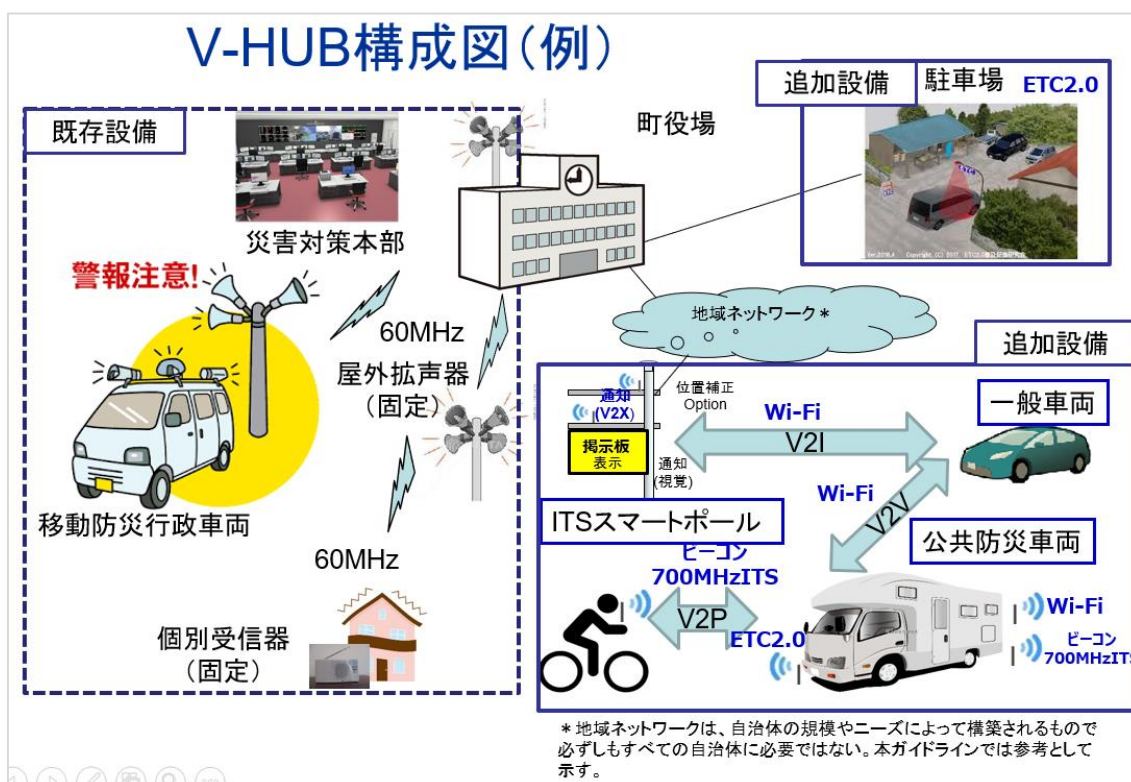 V-HUB構成図(例)
既存設備
災害対策本部
警報注意!
60MHz
屋外拡声器
(固定)
移動防災行政車両
60MHz
個別受信器
(固定)
町役場
追加設備
駐車場 ETC2.0
ETC
地域ネットワーク*
追加設備
通知
(V2X)
位置補正
Option
掲示板
表示
通知
(視覚)
Wi-Fi
V2I
一般車両
Wi-Fi
V2V
ITSスマートポール
公共防災車両
ビーコン
700MHzITS
V2P
ETC2.0
Wi-Fi
ビーコン
700MHzITS
*地域ネットワークは、自治体の規模やニーズによって構築されるもので
必ずしもすべての自治体に必要ではない。本ガイドラインでは参考として
示す。